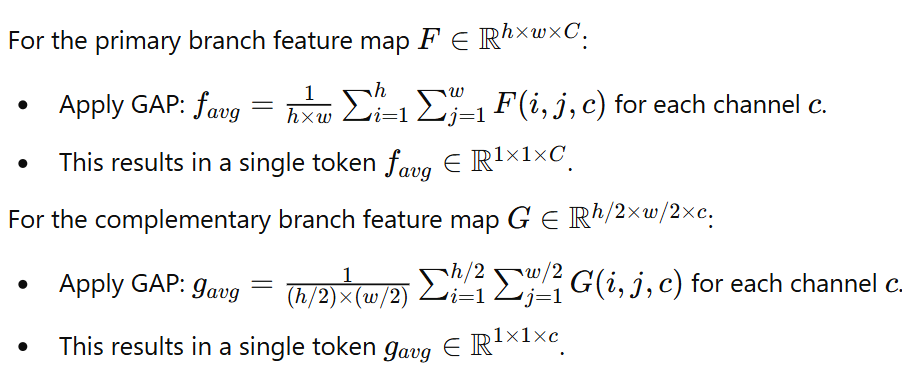 For the primary branch feature map $F \in \mathbb{R}^{h \times w \times C}$:
• Apply GAP: $f_{avg} = \frac{1}{h \times w} \sum_{i=1}^{h} \sum_{j=1}^{w} F(i, j, c)$ for each channel $c$.
• This results in a single token $f_{avg} \in \mathbb{R}^{1 \times 1 \times C}$.
For the complementary branch feature map $G \in \mathbb{R}^{h/2 \times w/2 \times c}$:
• Apply GAP: $g_{avg} = \frac{1}{(h/2) \times (w/2)} \sum_{i=1}^{h/2} \sum_{j=1}^{w/2} G(i, j, c)$ for each channel $c$.
• This results in a single token $g_{avg} \in \mathbb{R}^{1 \times 1 \times c}$.